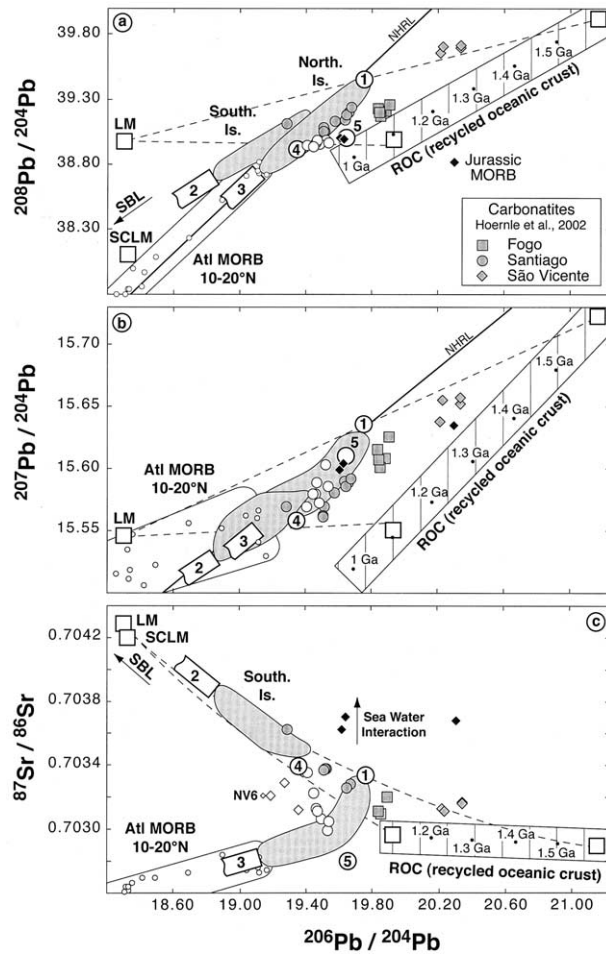 a
39.80
39.30
38.80
38.30
208Pb / 204Pb
NHRL
North.
Is.
South.
Is.
LM
SBL
SCLM
1
2
3
4
5
Atl MORB
10-20°N
1 Ga
1.2 Ga
1.3 Ga
1.4 Ga
1.5 Ga
ROC (recycled oceanic crust)
Jurassic
MORB
Carbonatites
Hoernle et al., 2002
Fogo
Santiago
São Vicente
b
15.70
15.65
15.60
15.55
207Pb / 204Pb
NHRL
Atl MORB
10-20°N
LM
1
2
3
4
5
1 Ga
1.2 Ga
1.3 Ga
1.4 Ga
1.5 Ga
ROC (recycled oceanic crust)
c
0.7042
0.7038
0.7034
0.7030
87Sr / 86Sr
LM
SCLM
SBL
2
South.
Is.
4
1
NV6
3
5
Sea Water
Interaction
Atl MORB
10-20°N
1.2 Ga
1.3 Ga
1.4 Ga
1.5 Ga
ROC (recycled oceanic crust)
18.60 19.00 19.40 19.80 20.20 20.60 21.00
206Pb / 204Pb